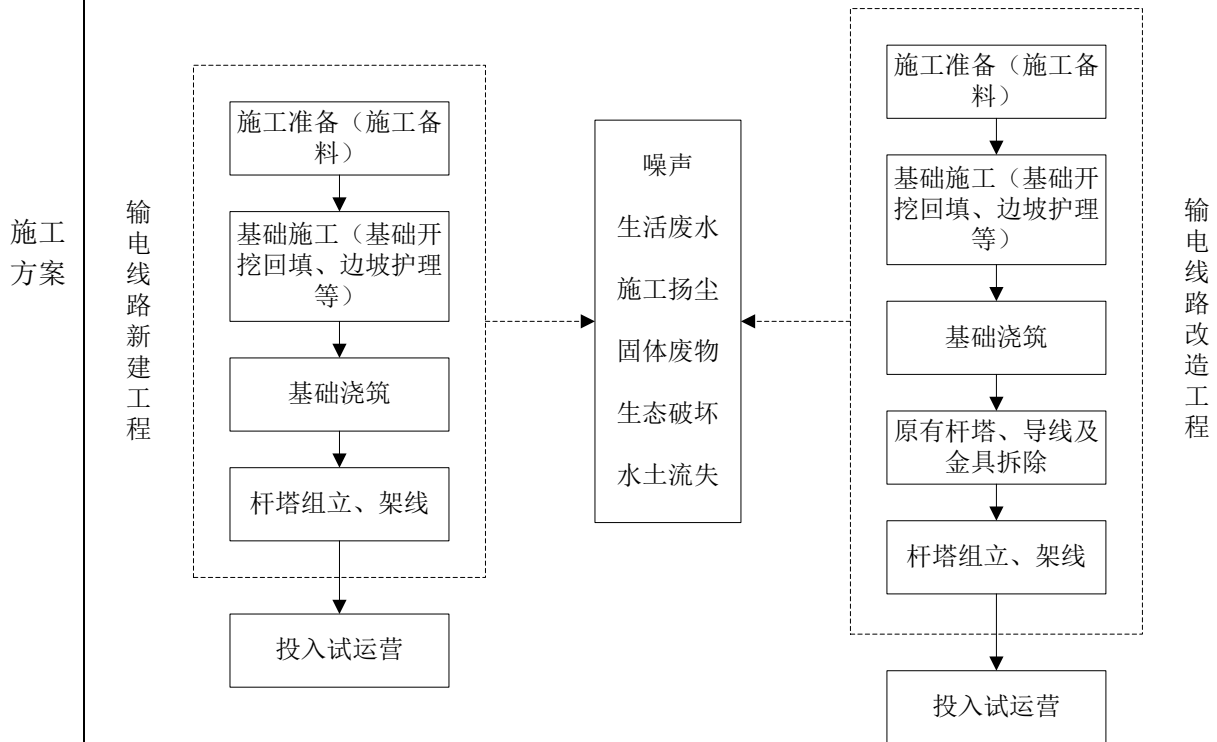 施工
方案
输电线路新建工程
施工准备（施工备
料）
基础施工（基础开
挖回填、边坡护理
等）
基础浇筑
杆塔组立、架线
投入试运营
噪声
生活废水
施工扬尘
固体废物
生态破坏
水土流失
施工准备（施工备
料）
基础施工（基础开
挖回填、边坡护理
等）
基础浇筑
原有杆塔、导线及
金具拆除
杆塔组立、架线
投入试运营
输电线路改造工程